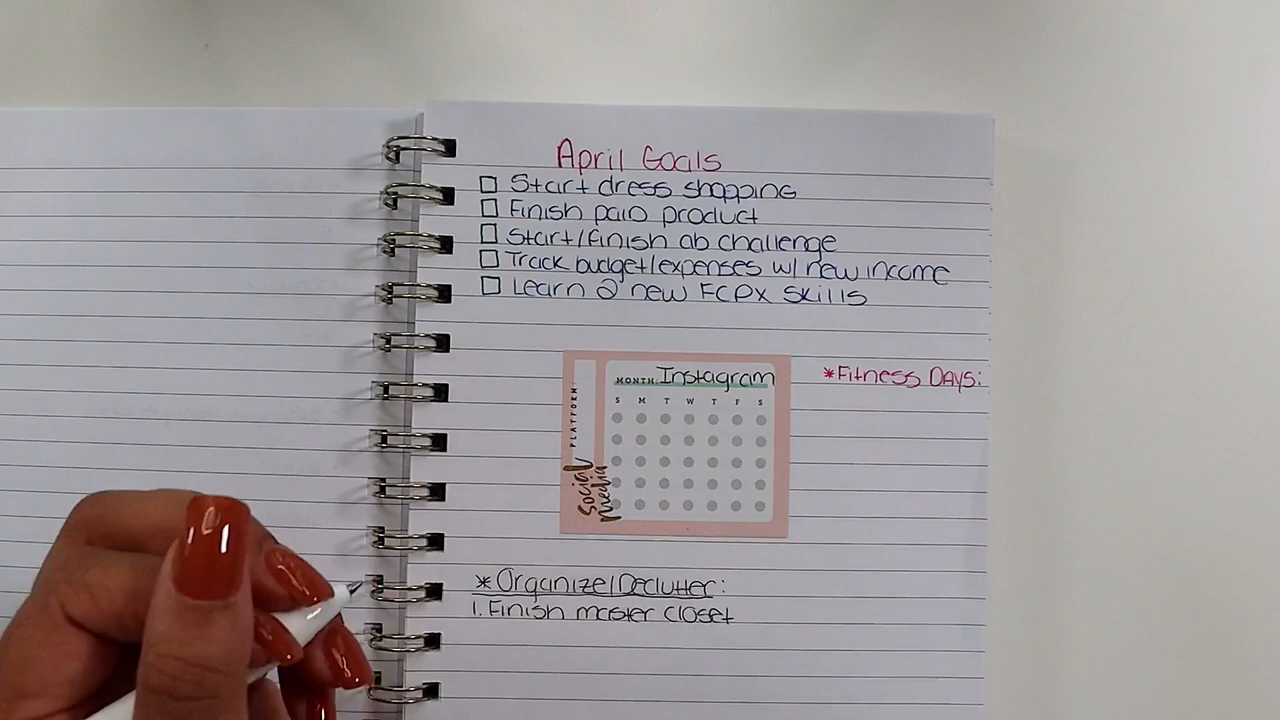 April Goals
Start dress shopping
Finish paid product
Start/finish ab challenge
Track budget/expenses w/ new income
Learn 2 new FCPX skills
MONTH: Instagram
S M T W T F S
PLATFORM:
Social Media
*Fitness Days:
*Organize/Declutter:
1. Finish master closet